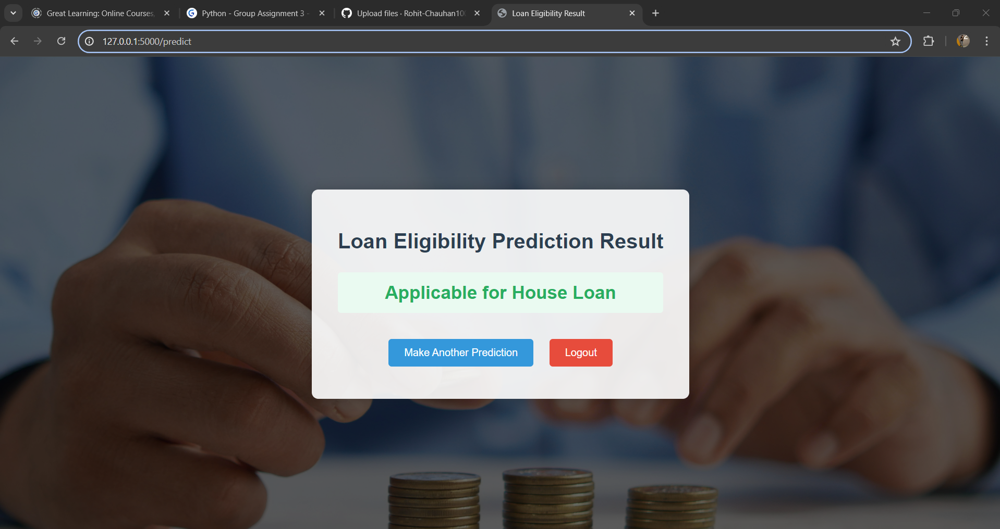 Great Learning: Online Courses,
Python - Group Assignment 3 -
Upload files · Rohit-Chauhan10
Loan Eligibility Result
127.0.0.1:5000/predict
Loan Eligibility Prediction Result
Applicable for House Loan
Make Another Prediction
Logout